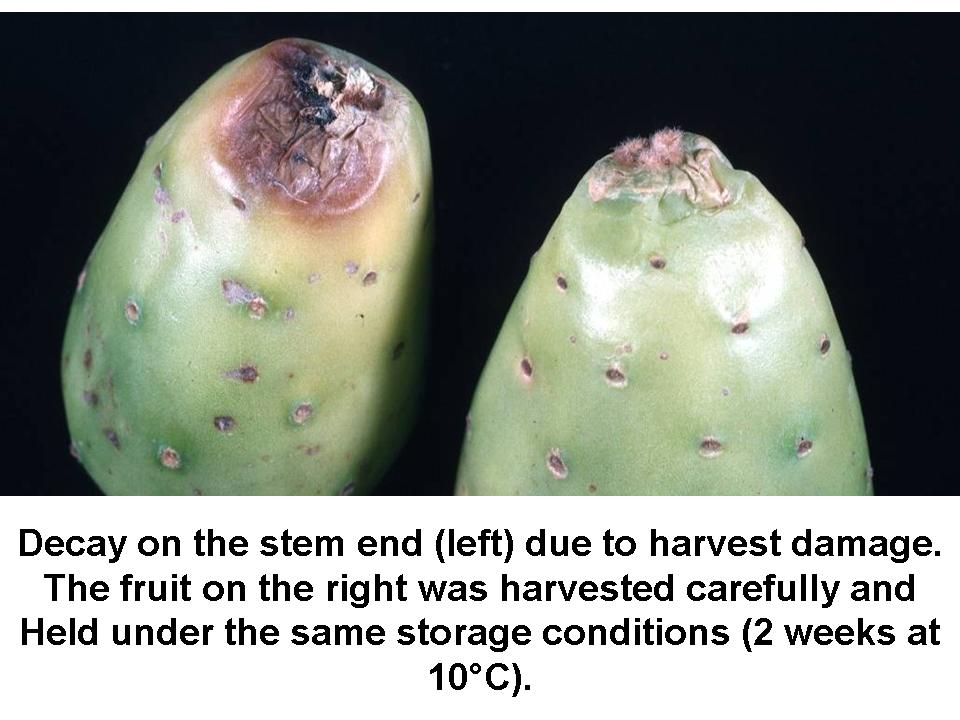 Decay on the stem end (left) due to harvest damage.
The fruit on the right was harvested carefully and
Held under the same storage conditions (2 weeks at
10°C).